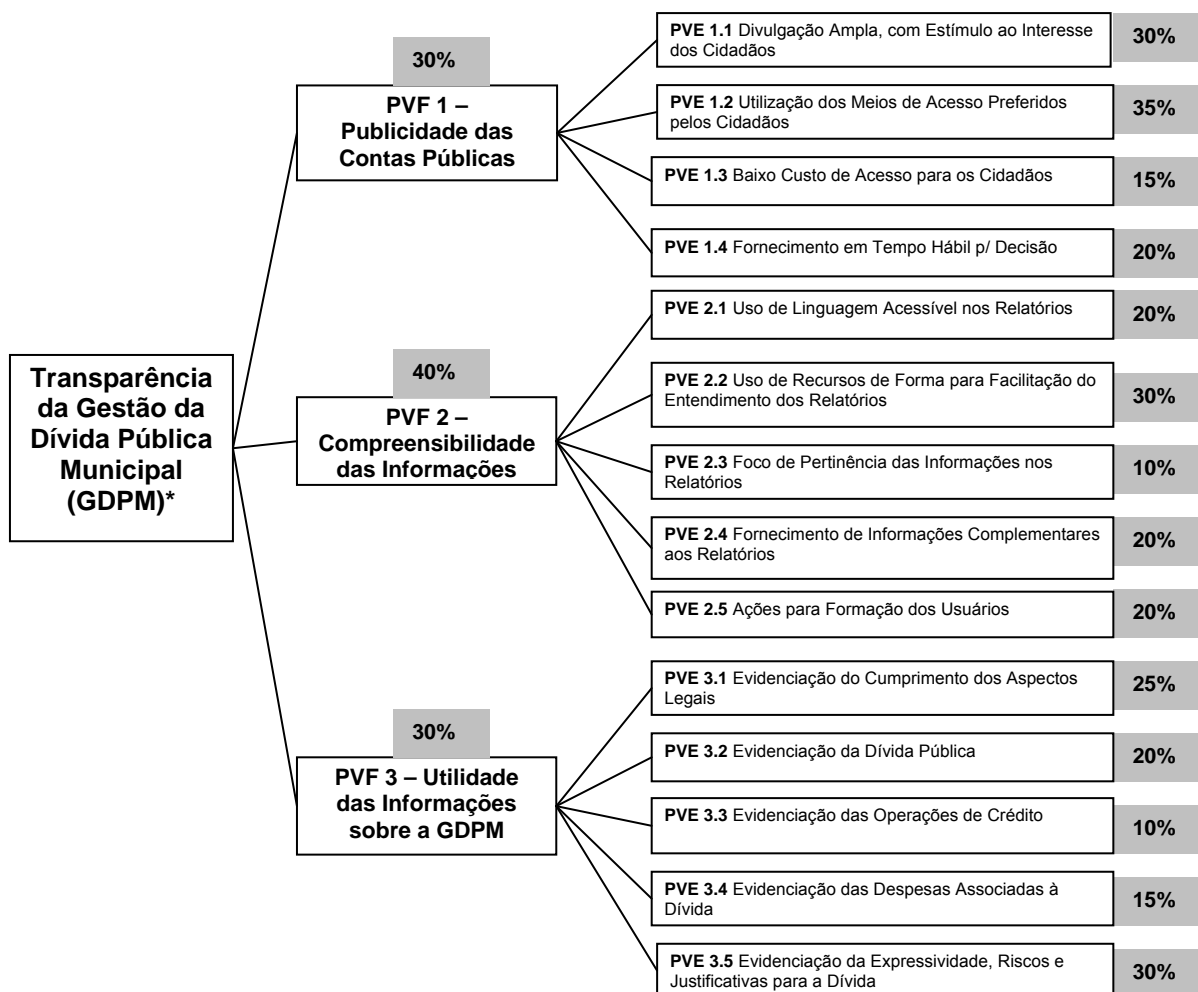 Transparência
da Gestão da
Dívida Pública
Municipal
(GDPM)*
30%
PVF 1 –
Publicidade das
Contas Públicas
PVE 1.1 Divulgação Ampla, com Estímulo ao Interesse
dos Cidadãos
30%
PVE 1.2 Utilização dos Meios de Acesso Preferidos
pelos Cidadãos
35%
PVE 1.3 Baixo Custo de Acesso para os Cidadãos
15%
PVE 1.4 Fornecimento em Tempo Hábil p/ Decisão
20%
40%
PVF 2 –
Compreensibilidade
das Informações
PVE 2.1 Uso de Linguagem Acessível nos Relatórios
20%
PVE 2.2 Uso de Recursos de Forma para Facilitação do
Entendimento dos Relatórios
30%
PVE 2.3 Foco de Pertinência das Informações nos
Relatórios
10%
PVE 2.4 Fornecimento de Informações Complementares
aos Relatórios
20%
PVE 2.5 Ações para Formação dos Usuários
20%
30%
PVF 3 – Utilidade
das Informações
sobre a GDPM
PVE 3.1 Evidenciação do Cumprimento dos Aspectos
Legais
25%
PVE 3.2 Evidenciação da Dívida Pública
20%
PVE 3.3 Evidenciação das Operações de Crédito
10%
PVE 3.4 Evidenciação das Despesas Associadas à
Dívida
15%
PVE 3.5 Evidenciação da Expressividade, Riscos e
Justificativas para a Dívida
30%